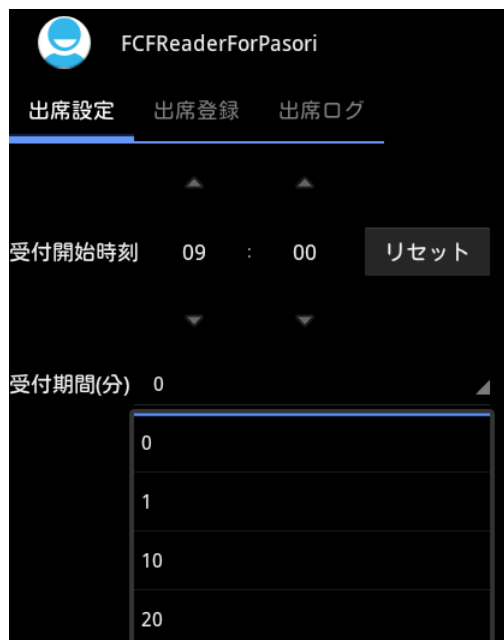 FCFReaderForPasori
出席設定 出席登録 出席ログ
受付開始時刻 09 : 00 リセット
受付期間(分) 0
0
1
10
20